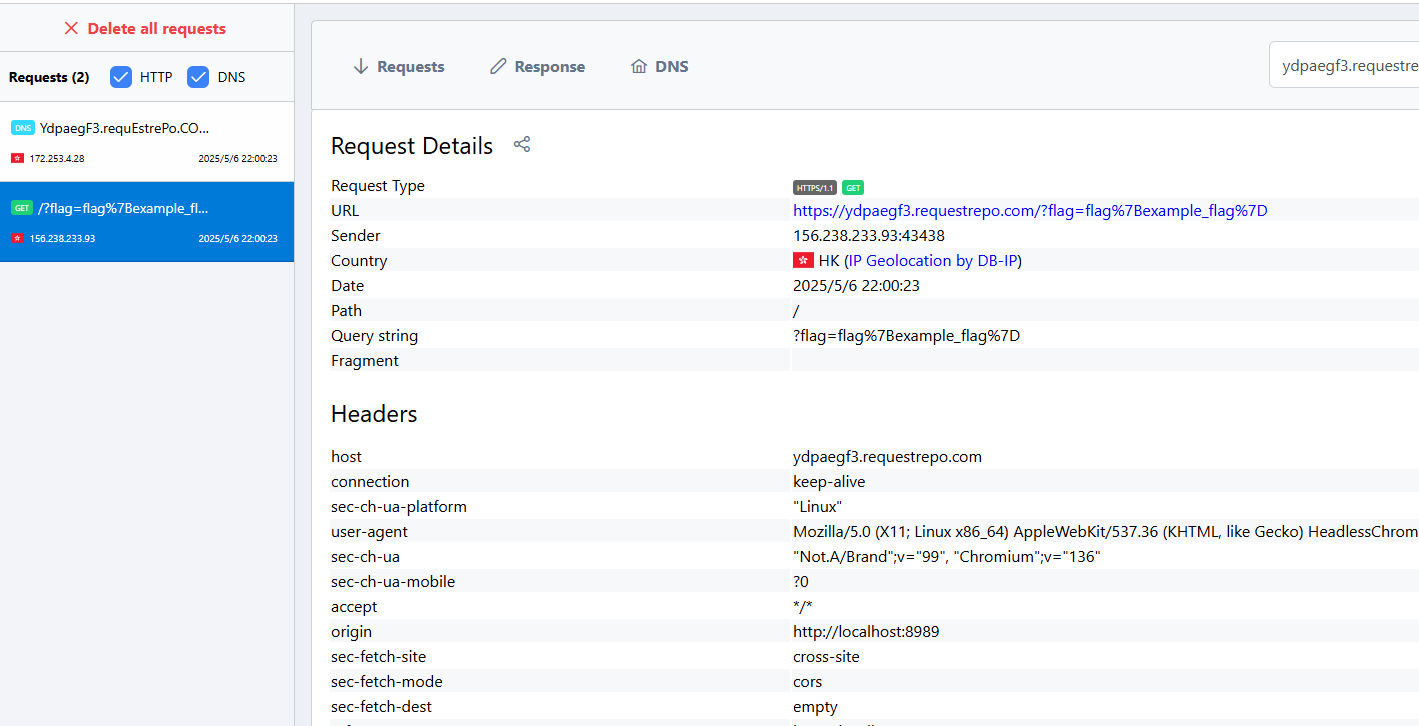 Delete all requests
Requests (2) HTTP DNS
DNS YdpaegF3.requEstrePo.CO...
172.253.4.28 2025/5/6 22:00:23
GET /?flag=flag%7Bexample_fl...
156.238.233.93 2025/5/6 22:00:23
Requests Response DNS
ydpaegf3.requestre
Request Details
Request Type HTTPS/1.1 GET
URL https://ydpaegf3.requestrepo.com/?flag=flag%7Bexample_flag%7D
Sender 156.238.233.93:43438
Country HK (IP Geolocation by DB-IP)
Date 2025/5/6 22:00:23
Path /
Query string ?flag=flag%7Bexample_flag%7D
Fragment
Headers
host ydpaegf3.requestrepo.com
connection keep-alive
sec-ch-ua-platform "Linux"
user-agent Mozilla/5.0 (X11; Linux x86_64) AppleWebKit/537.36 (KHTML, like Gecko) HeadlessChrom
sec-ch-ua "Not.A/Brand";v="99", "Chromium";v="136"
sec-ch-ua-mobile ?0
accept */*
origin http://localhost:8989
sec-fetch-site cross-site
sec-fetch-mode cors
sec-fetch-dest empty